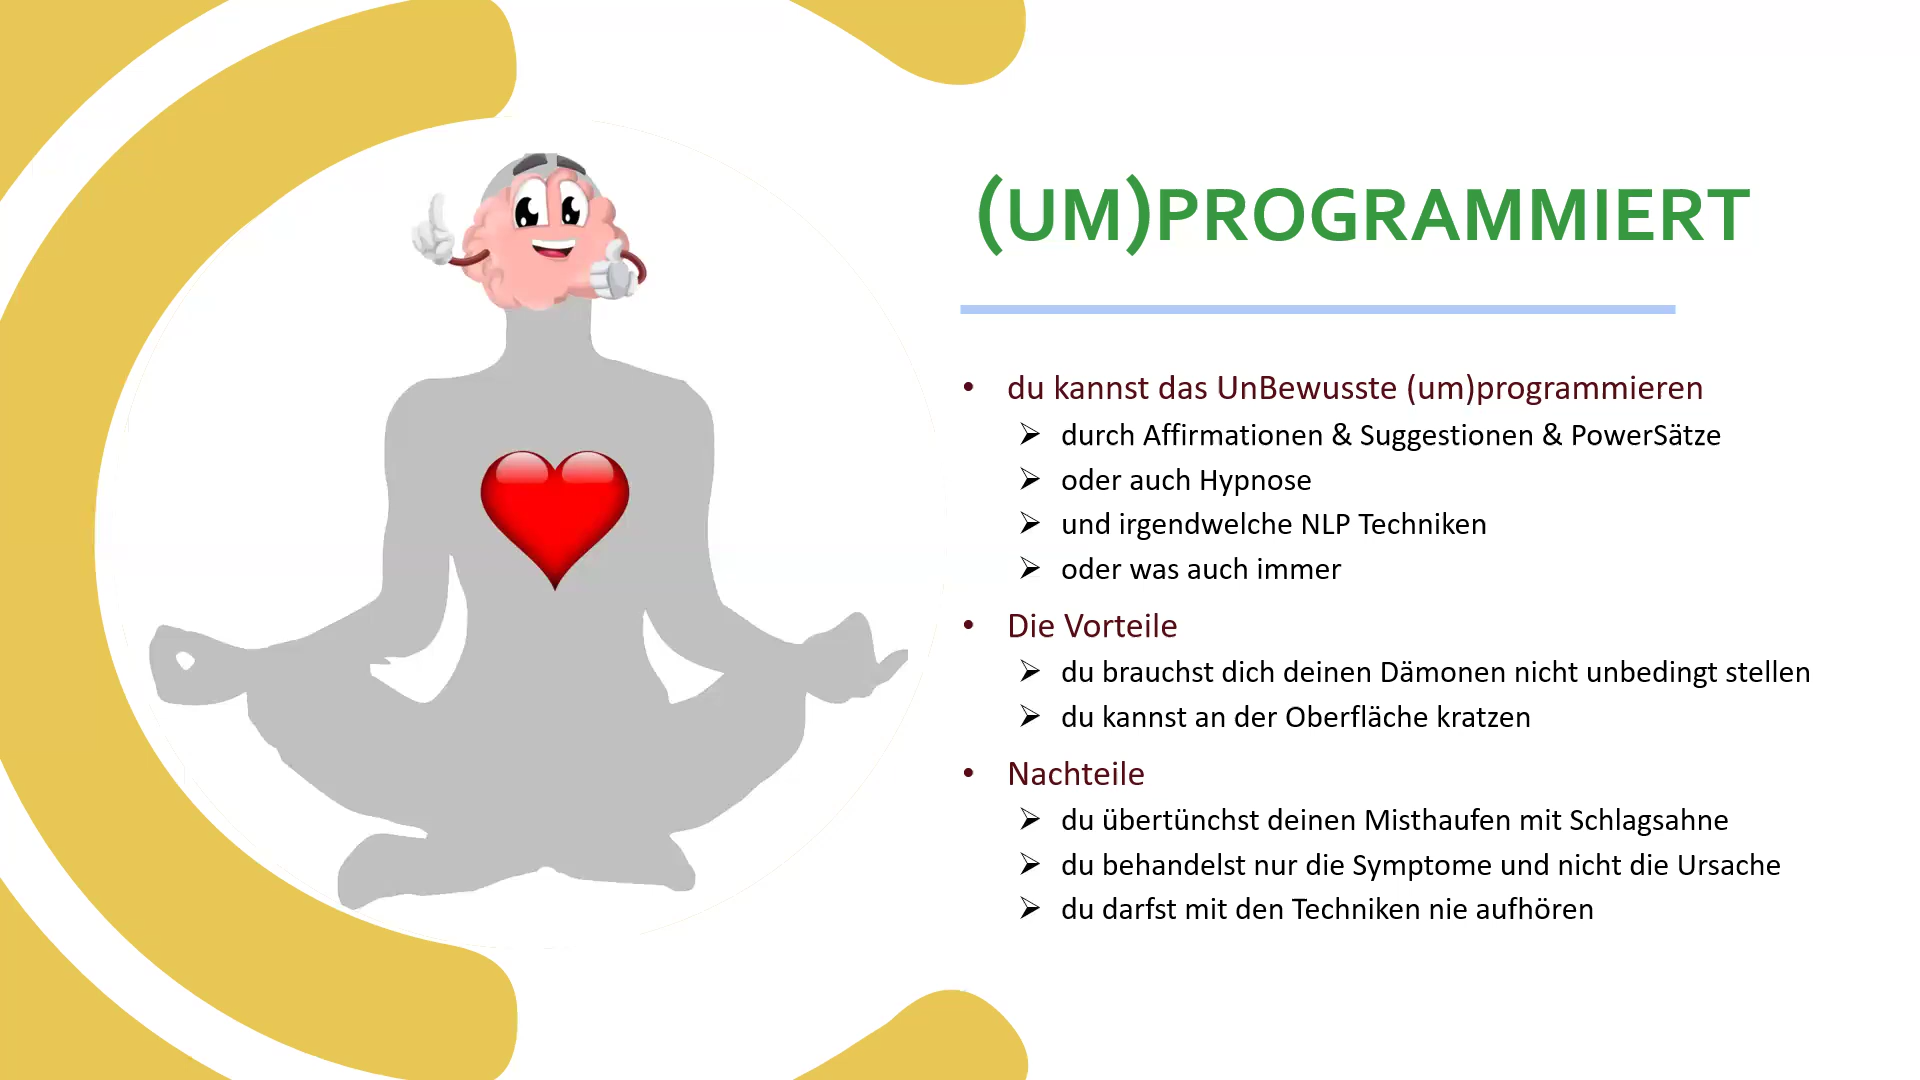 (UM)PROGRAMMIERT
• du kannst das UnBewusste (um)programmieren
➢ durch Affirmationen & Suggestionen & PowerSätze
➢ oder auch Hypnose
➢ und irgendwelche NLP Techniken
➢ oder was auch immer
• Die Vorteile
➢ du brauchst dich deinen Dämonen nicht unbedingt stellen
➢ du kannst an der Oberfläche kratzen
• Nachteile
➢ du übertünchst deinen Misthaufen mit Schlagsahne
➢ du behandelst nur die Symptome und nicht die Ursache
➢ du darfst mit den Techniken nie aufhören